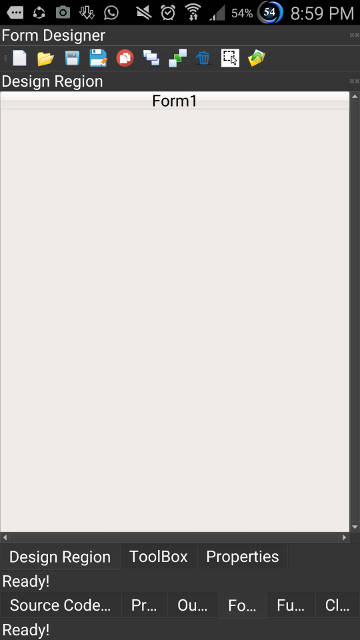 54% 54 8:59 PM
Form Designer
Design Region
Form1
Design Region ToolBox Properties
Ready!
Source Code... Pr... Ou... Fo... Fu... Cl...
Ready!